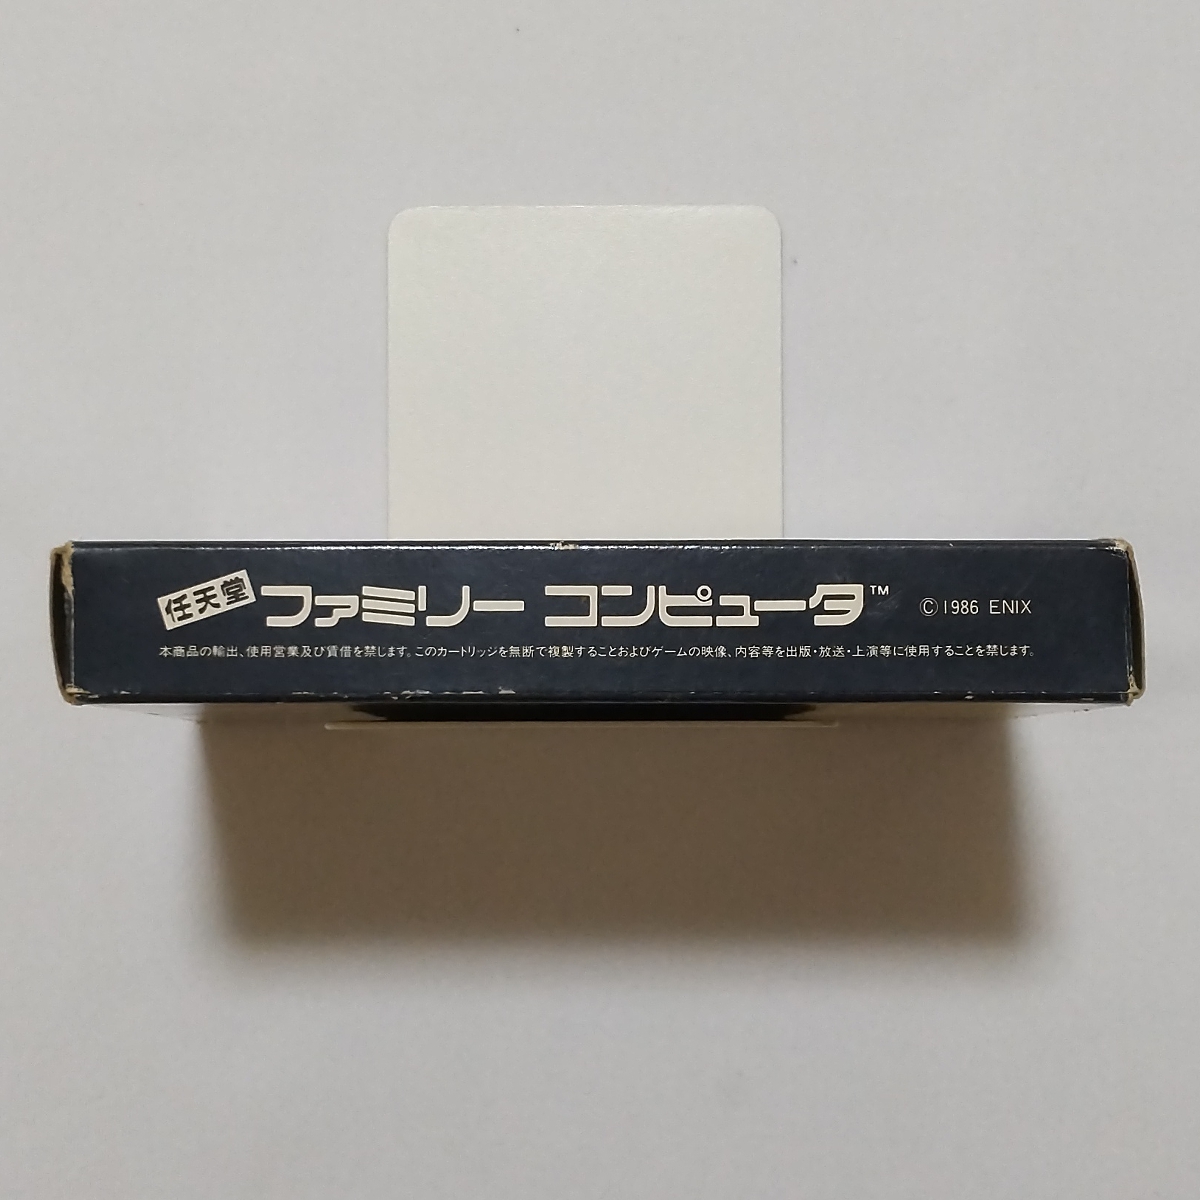 任天堂 ファミリー コンピュータ™ ©1986 ENIX
本商品の輸出、使用営業及び賃借を禁じます。このカートリッジを無断で複製することおよびゲームの映像、内容等を出版・放送・上演等に使用することを禁じます。